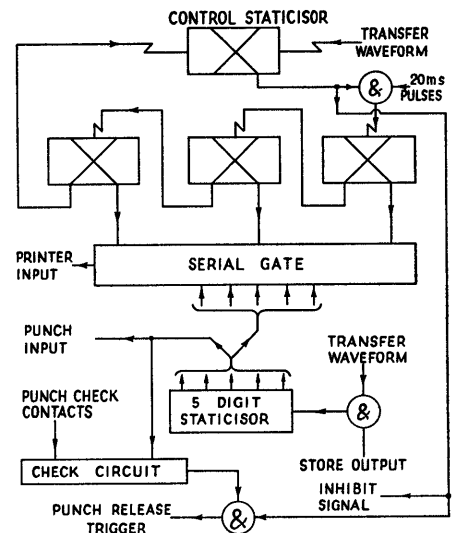 CONTROL STATICISOR
TRANSFER
WAVEFORM
&
20ms
PULSES
SERIAL GATE
PRINTER
INPUT
PUNCH
INPUT
TRANSFER
WAVEFORM
PUNCH CHECK
CONTACTS
5 DIGIT
STATICISOR
&
STORE OUTPUT
CHECK CIRCUIT
INHIBIT
SIGNAL
PUNCH RELEASE
TRIGGER
&